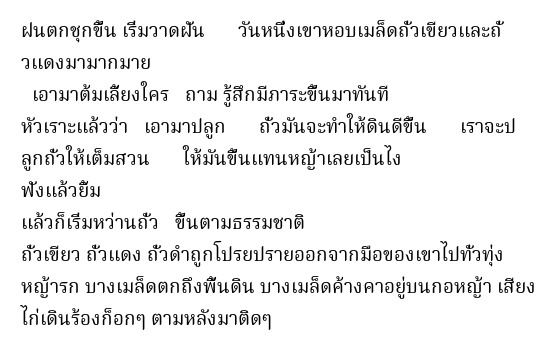 ฝนตกชุกขึ้น เริ่มวาดฝัน วันหนึ่งเขาหอบเมล็ดถั่วเขียวและถั่
วแดงมามากมาย
เอามาต้มเลี้ยงใคร ถาม รู้สึกมีภาระขึ้นมาทันที
หัวเราะแล้วว่า เอามาปลูก ถั่วมันจะทำให้ดินดีขึ้น เราจะป
ลูกถั่วให้เต็มสวน ให้มันขึ้นแทนหญ้าเลยเป็นไง
ฟังแล้วยิ้ม
แล้วก็เริ่มหว่านถั่ว ขึ้นตามธรรมชาติ
ถั่วเขียว ถั่วแดง ถั่วดำถูกโปรยปรายออกจากมือของเขาไปทั่วทุ่ง
หญ้ารก บางเมล็ดตกถึงพื้นดิน บางเมล็ดค้างคาอยู่บนกอหญ้า เสียง
ไก่เดินร้องก็อกๆ ตามหลังมาติดๆ